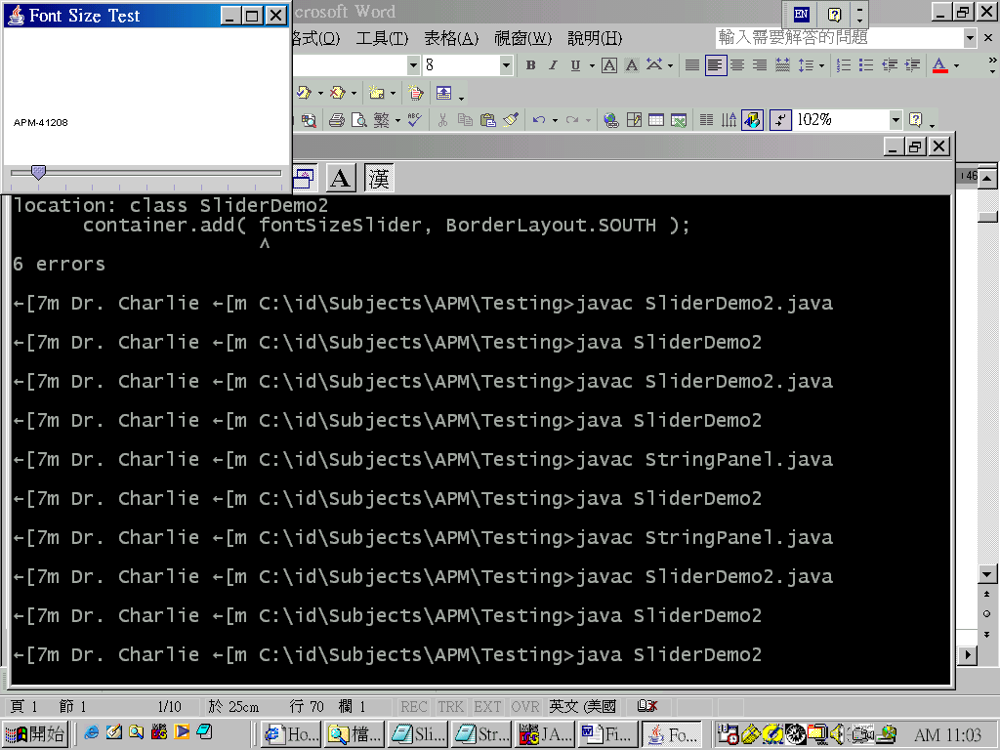 Font Size Test
crosoft Word
EN
格式(O) 工具(T) 表格(A) 視窗(W) 說明(H)
輸入需要解答的問題
8
B I U A A A
繁 ABC 102%
APM-41208
A 漢
46
location: class SliderDemo2
container.add( fontSizeSlider, BorderLayout.SOUTH );
^
6 errors
←[7m Dr. Charlie ←[m C:\id\Subjects\APM\Testing>javac SliderDemo2.java
←[7m Dr. Charlie ←[m C:\id\Subjects\APM\Testing>java SliderDemo2
←[7m Dr. Charlie ←[m C:\id\Subjects\APM\Testing>javac SliderDemo2.java
←[7m Dr. Charlie ←[m C:\id\Subjects\APM\Testing>java SliderDemo2
←[7m Dr. Charlie ←[m C:\id\Subjects\APM\Testing>javac StringPanel.java
←[7m Dr. Charlie ←[m C:\id\Subjects\APM\Testing>java SliderDemo2
←[7m Dr. Charlie ←[m C:\id\Subjects\APM\Testing>javac StringPanel.java
←[7m Dr. Charlie ←[m C:\id\Subjects\APM\Testing>javac SliderDemo2.java
←[7m Dr. Charlie ←[m C:\id\Subjects\APM\Testing>java SliderDemo2
←[7m Dr. Charlie ←[m C:\id\Subjects\APM\Testing>java SliderDemo2
頁 1 節 1 1/10 於 25cm 行 70 欄 1 REC TRK EXT OVR 英文 (美國
開始 Ho... 檔... Sli... Str... JA... Fi... Fo... AM 11:03